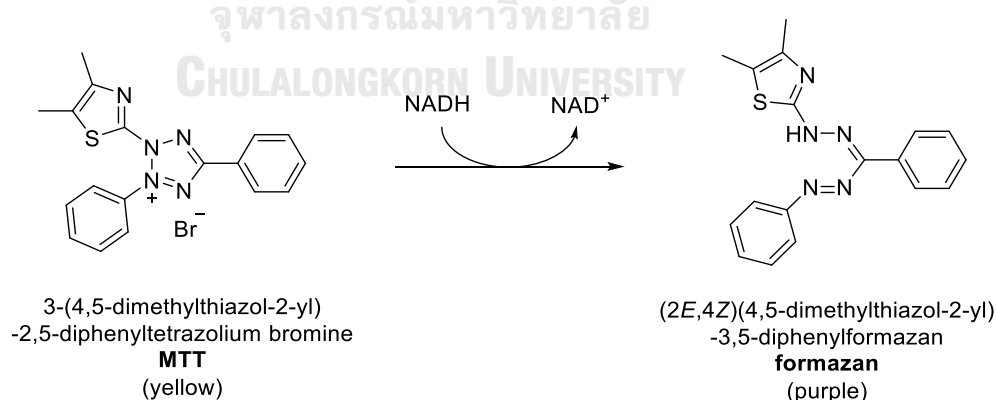 จุฬาลงกรณ์มหาวิทยาลัย
CHULALONGKORN UNIVERSITY
NADH
NAD+
N
S
N
N
N
N
+
Br−
N
S
HN
N
N
N
3-(4,5-dimethylthiazol-2-yl)
-2,5-diphenyltetrazolium bromine
MTT
(yellow)
(2E,4Z)(4,5-dimethylthiazol-2-yl)
-3,5-diphenylformazan
formazan
(purple)